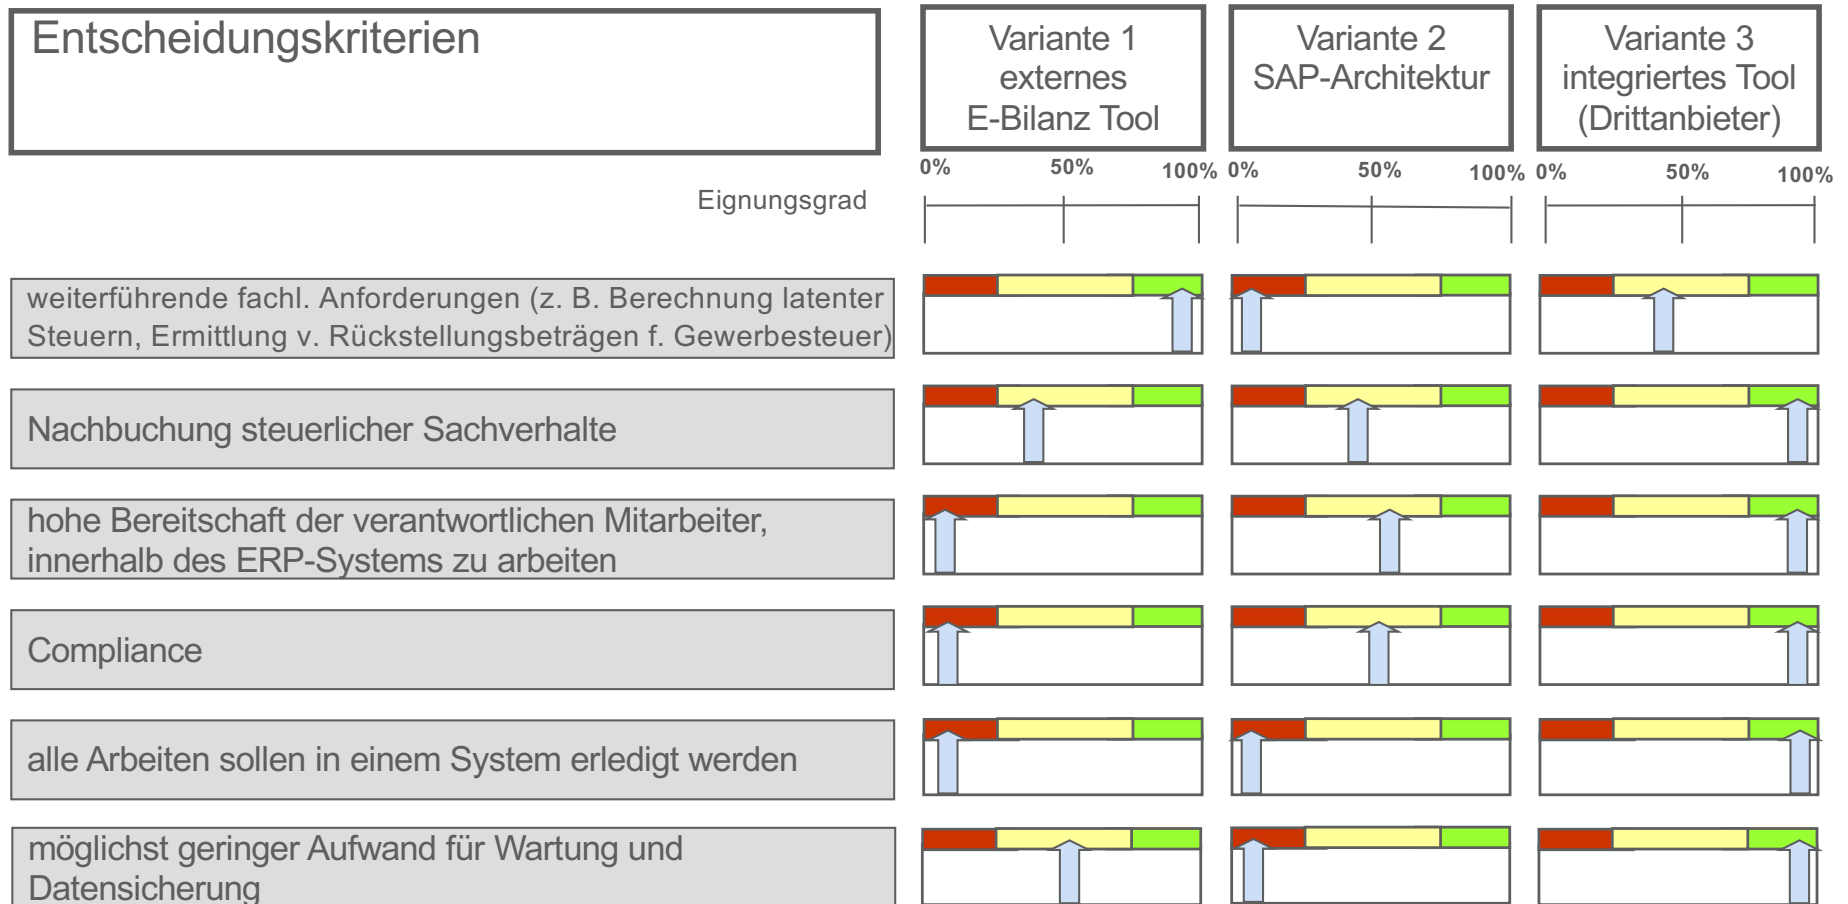 Entscheidungskriterien
Variante 1
externes
E-Bilanz Tool
Variante 2
SAP-Architektur
Variante 3
integriertes Tool
(Drittanbieter)
0% 50% 100% 0% 50% 100% 0% 50% 100%
Eignungsgrad
weiterführende fachl. Anforderungen (z. B. Berechnung latenter
Steuern, Ermittlung v. Rückstellungsbeträgen f. Gewerbesteuer)
Nachbuchung steuerlicher Sachverhalte
hohe Bereitschaft der verantwortlichen Mitarbeiter,
innerhalb des ERP-Systems zu arbeiten
Compliance
alle Arbeiten sollen in einem System erledigt werden
möglichst geringer Aufwand für Wartung und
Datensicherung